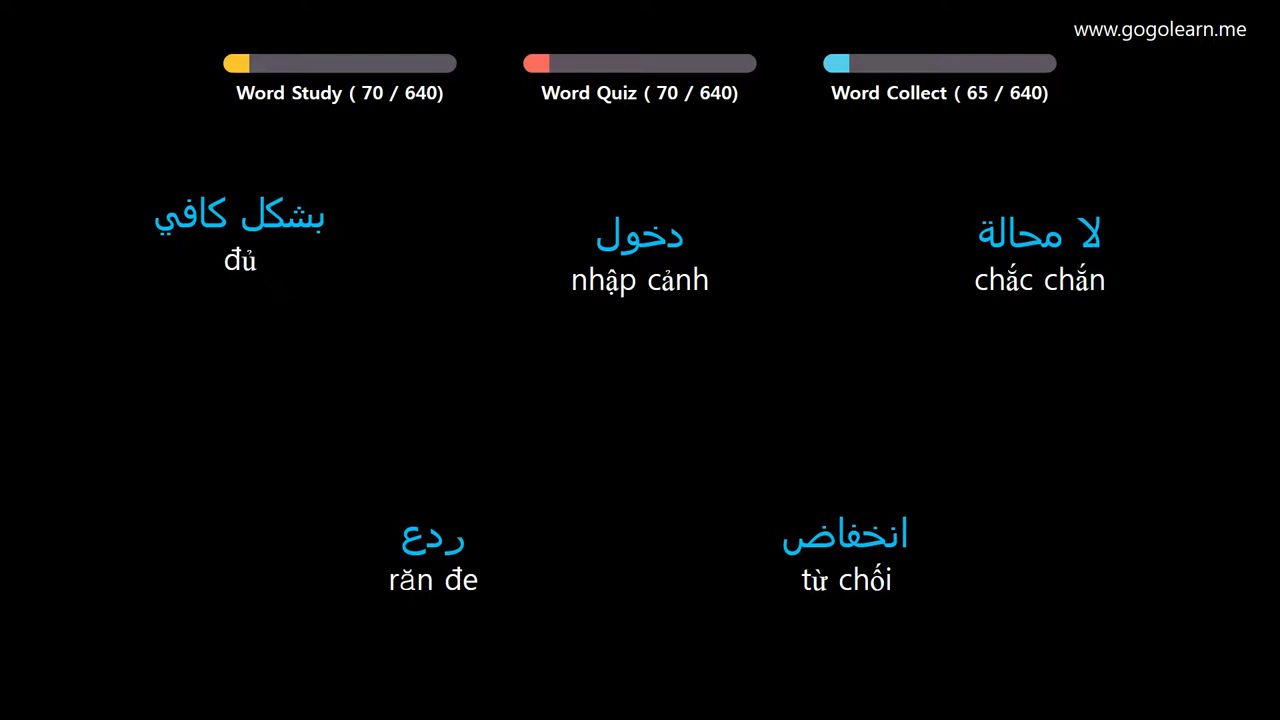 www.gogolearn.me
Word Study ( 70 / 640)
Word Quiz ( 70 / 640)
Word Collect ( 65 / 640)
بشكل كافي
đủ
دخول
nhập cảnh
لا محالة
chắc chắn
ردع
răn đe
انخفاض
từ chối